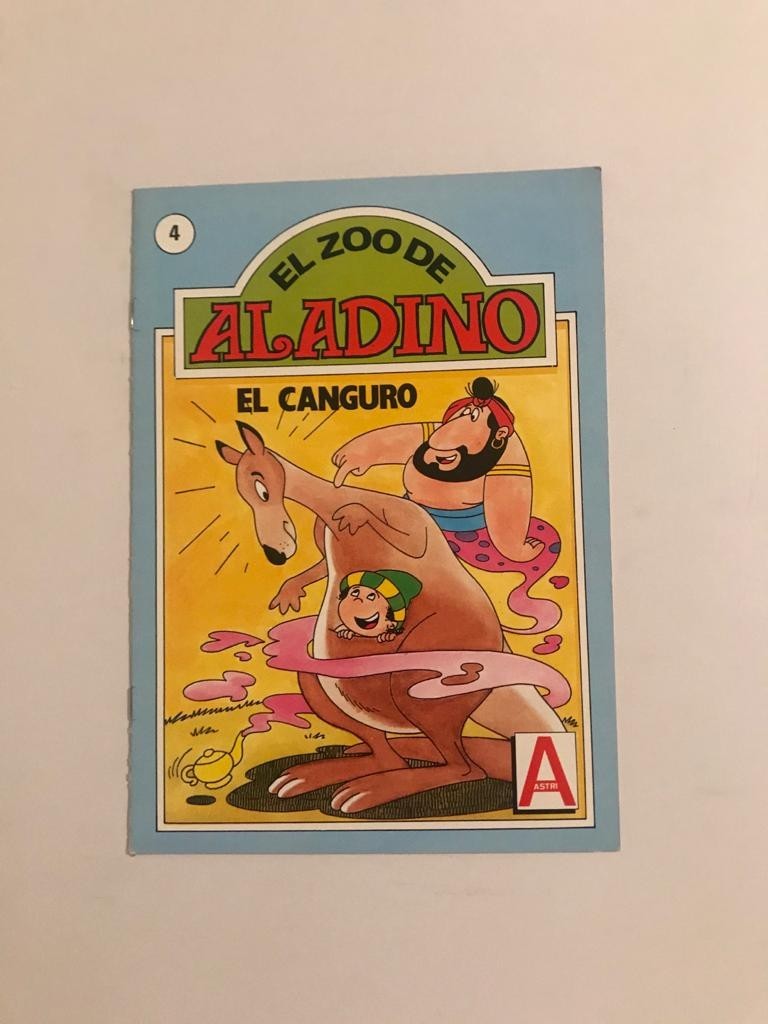 4
EL ZOO DE
ALADINO
EL CANGURO
A
ASTRI